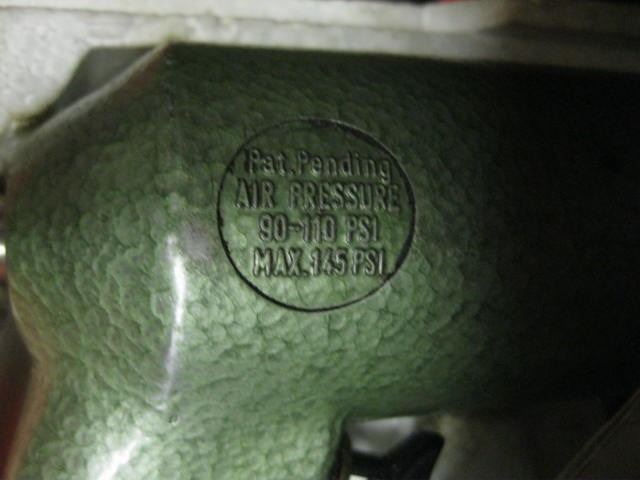 Pat. Pending
AIR PRESSURE
90-110 PSI.
MAX. 145 PSI.